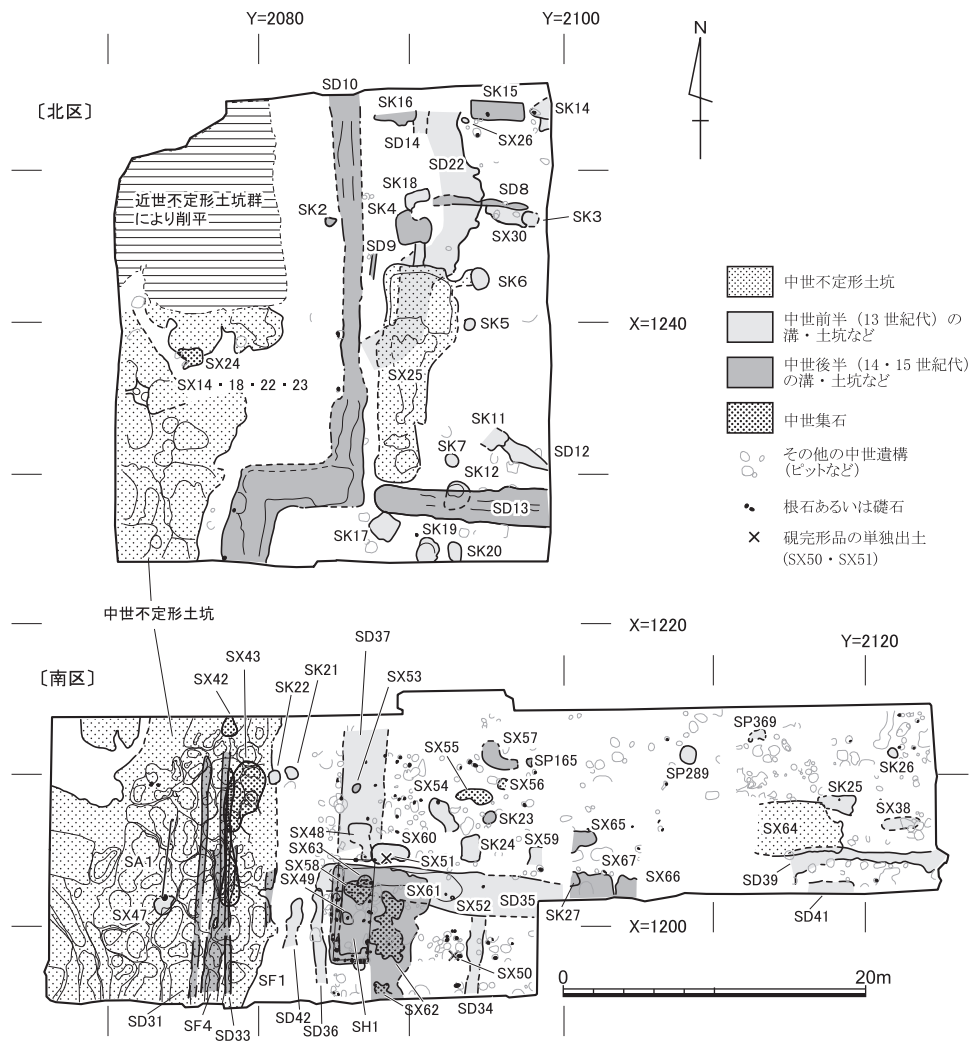 Y=2080
Y=2100
N
〔北区〕
SD10
SK16
SK15
SK14
SD14
SX26
SD22
近世不定形土坑群
により削平
SK18
SD8
SK2
SK4
SK3
SX30
SD9
SK6
SK5
X=1240
SX24
SX25
SX14・18・22・23
SK11
SK7
SD12
SK12
SD13
SK17
SK19
SK20
中世不定形土坑
中世前半（13 世紀代）の
溝・土坑など
中世後半（14・15 世紀代）
の溝・土坑など
中世集石
その他の中世遺構
（ピットなど）
根石あるいは礎石
硯完形品の単独出土
(SX50・SX51)
中世不定形土坑
X=1220
Y=2120
〔南区〕
SX43
SX42
SK22
SK21
SD37
SX53
SX55
SX57
SP165
SX56
SX54
SK23
SP369
SP289
SK26
SK25
SX38
SX64
SX48
SX60
SK24
SX59
SX65
SX63
SX51
SX67
SX58
SX61
SX66
SX49
SX52
SD35
SK27
SD39
SD41
SA1
SX47
X=1200
SX50
0
20m
SF1
SD31
SF4
SD33
SD42
SD36
SH1
SX62
SD34